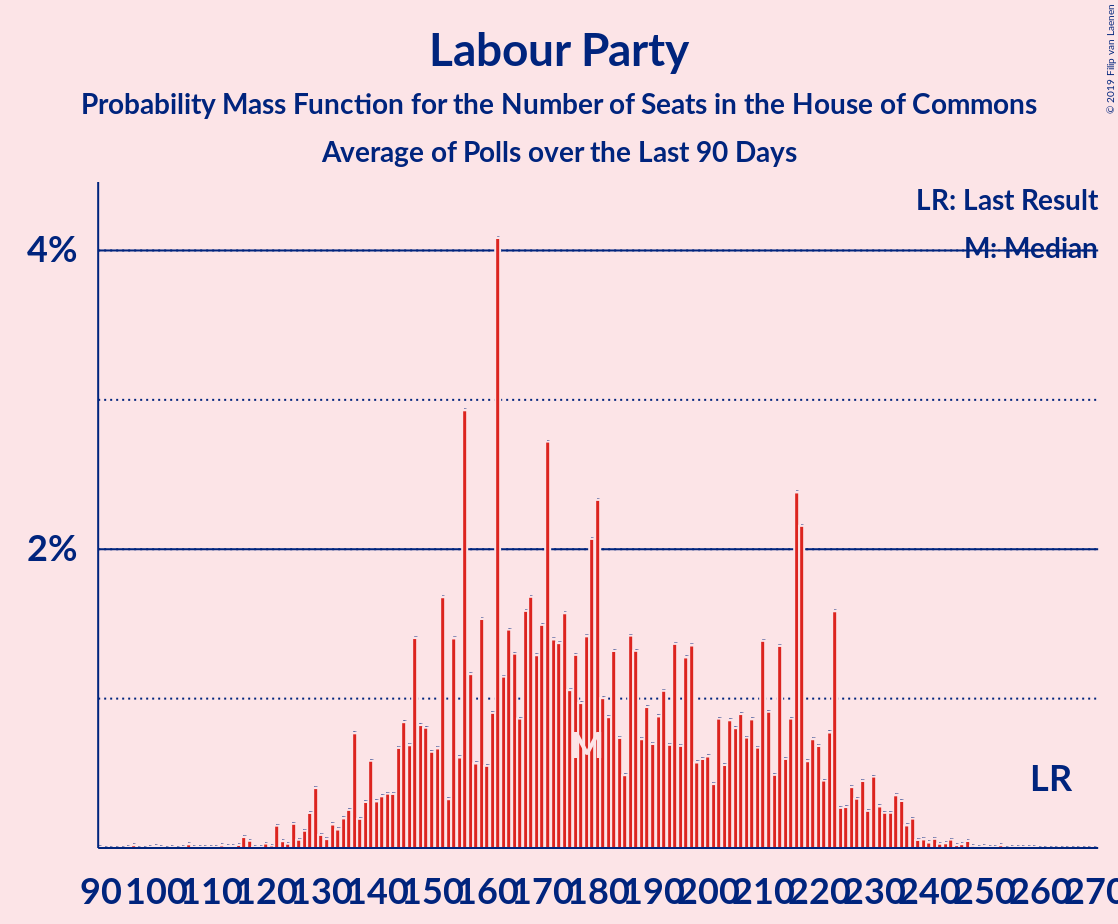 Labour Party
Probability Mass Function for the Number of Seats in the House of Commons
Average of Polls over the Last 90 Days
© 2019 Filip van Laenen
LR: Last Result
M: Median
4%
2%
M
LR
90 100 110 120 130 140 150 160 170 180 190 200 210 220 230 240 250 260 270